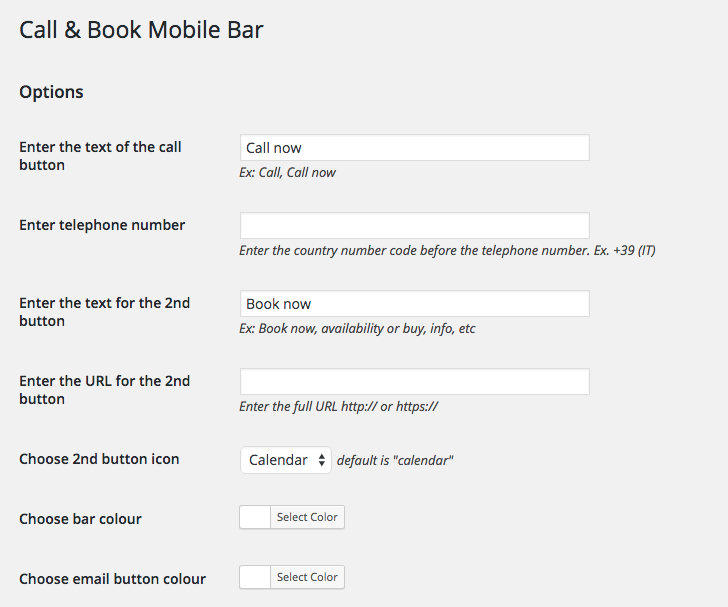 Call & Book Mobile Bar
Options
Enter the text of the call
button
Call now
Ex: Call, Call now
Enter telephone number
Enter the country number code before the telephone number. Ex. +39 (IT)
Enter the text for the 2nd
button
Book now
Ex: Book now, availability or buy, info, etc
Enter the URL for the 2nd
button
Enter the full URL http:// or https://
Choose 2nd button icon
Calendar
default is "calendar"
Choose bar colour
Select Color
Choose email button colour
Select Color